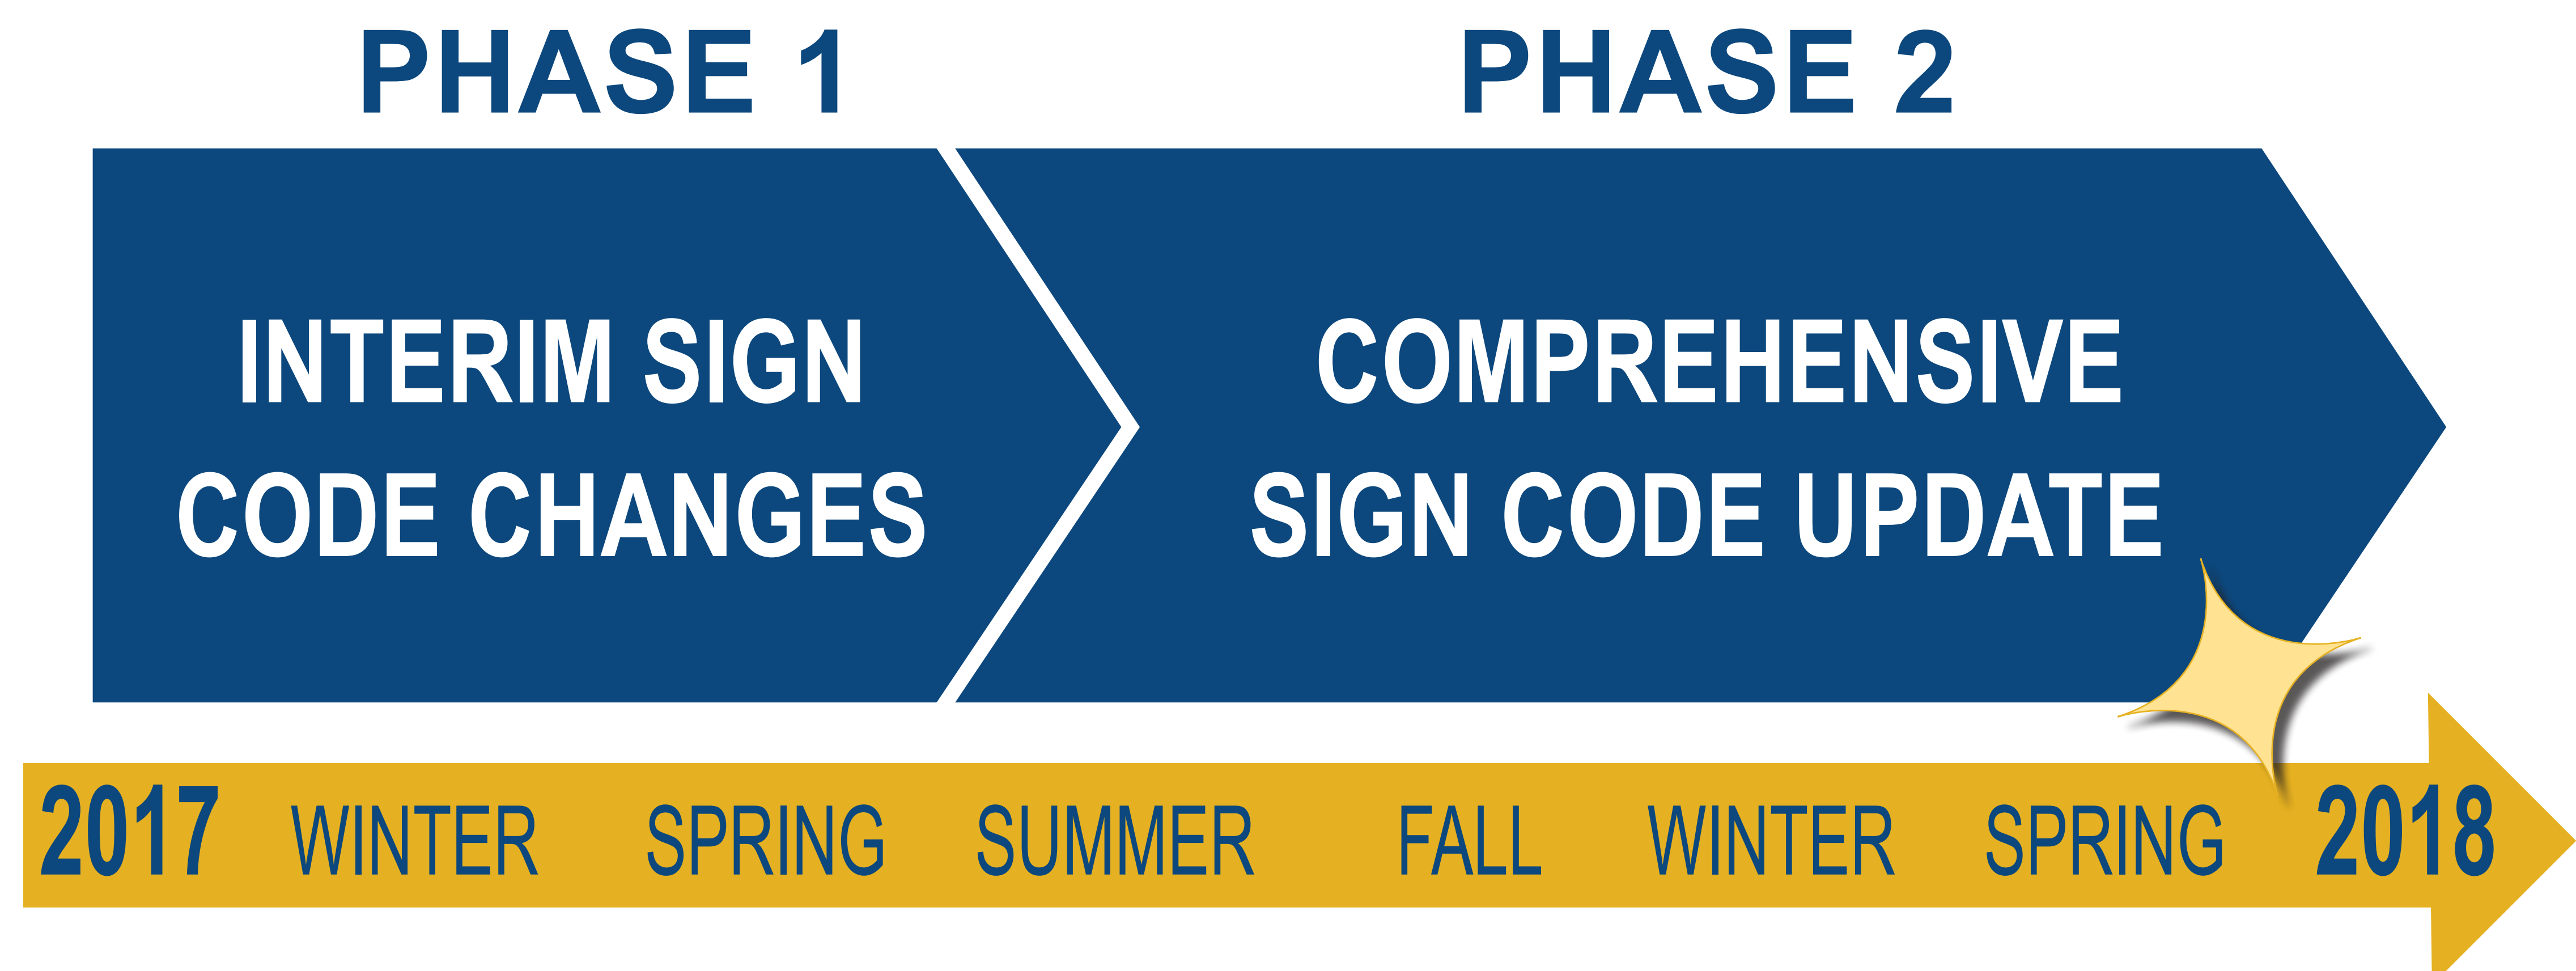 PHASE 1
PHASE 2
INTERIM SIGN
CODE CHANGES
COMPREHENSIVE
SIGN CODE UPDATE
2017 WINTER SPRING SUMMER FALL WINTER SPRING 2018